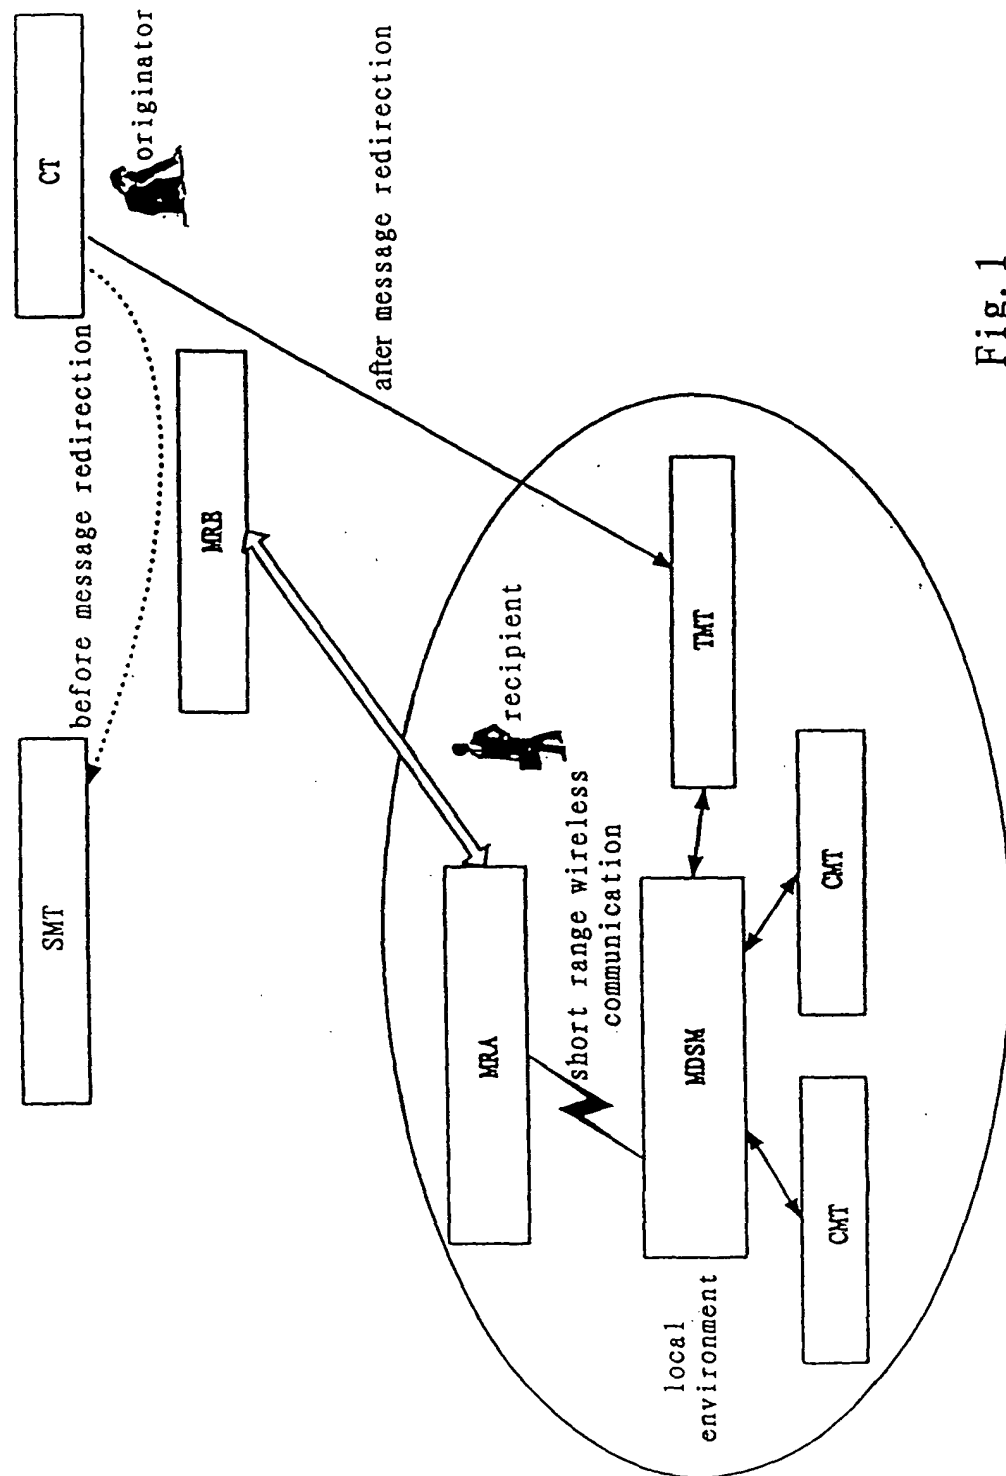 SMT
CT
before message redirection
originator
MRB
after message redirection
MRA
recipient
short range wireless
communication
MDSM
TMT
local
environment
CMT
CMT
Fig.1